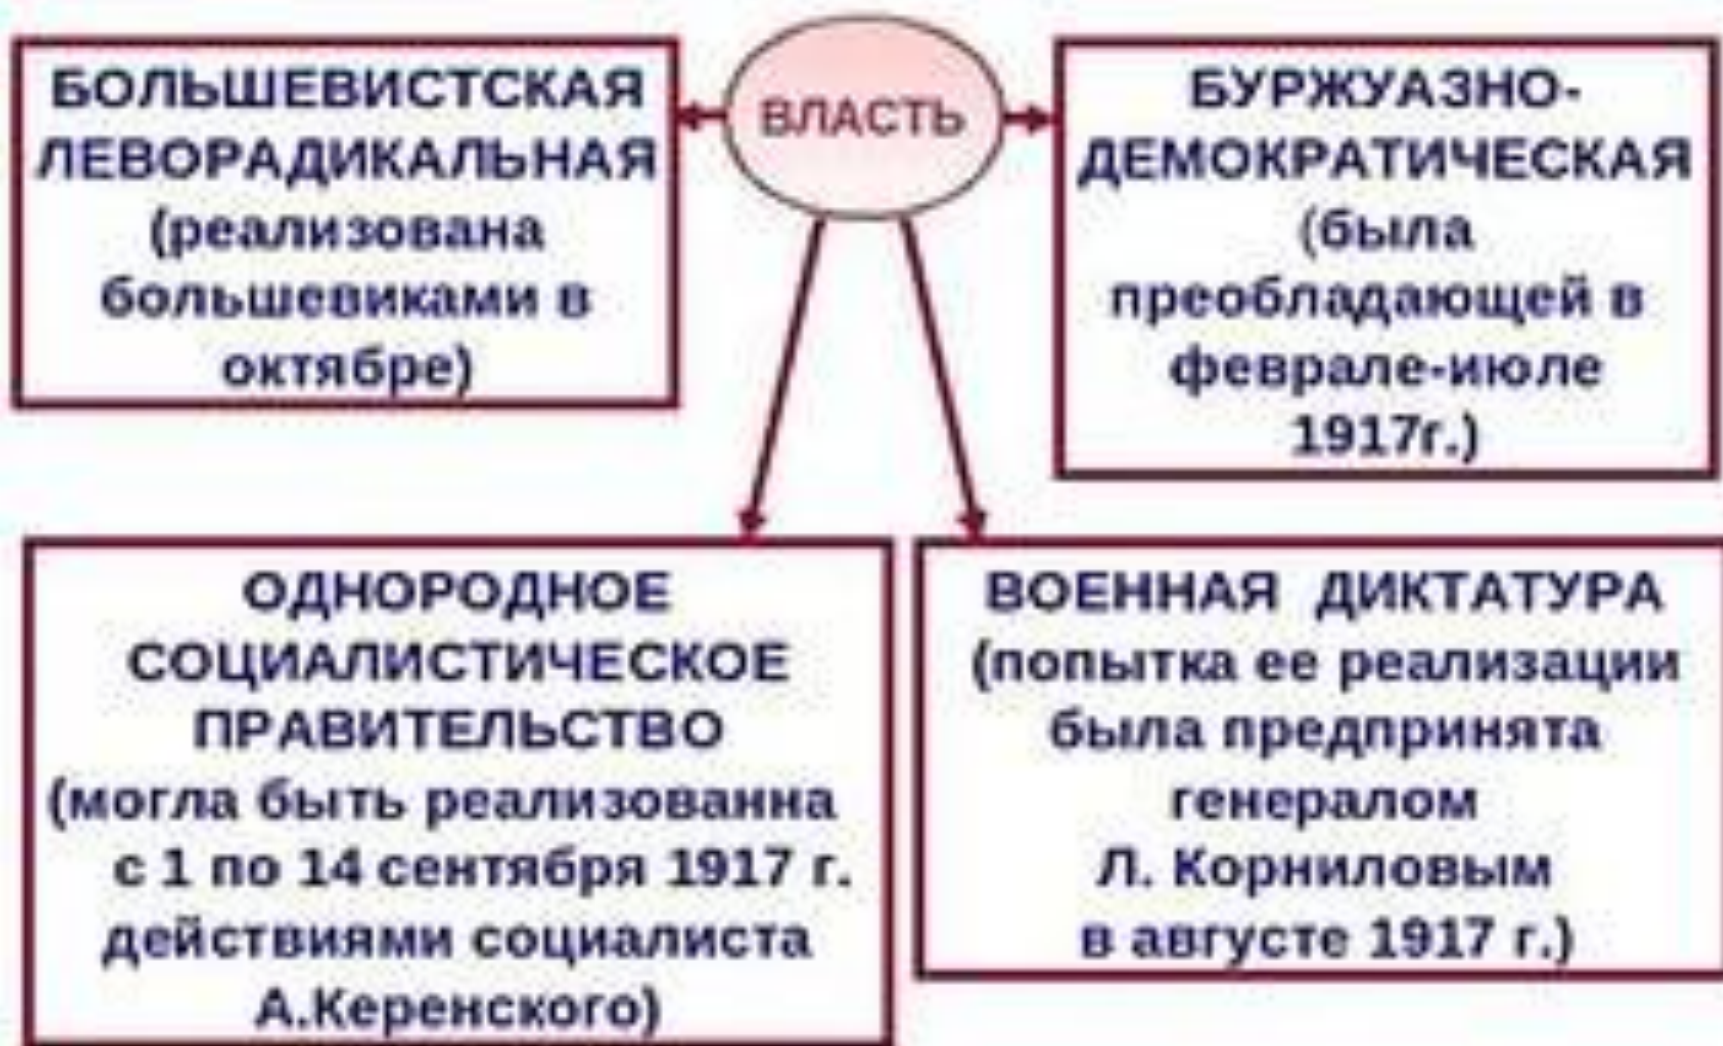 ВЛАСТЬ
БОЛЬШЕВИСТСКАЯ
ЛЕВОРАДИКАЛЬНАЯ
(реализована
большевиками в
октябре)
БУРЖУАЗНО-
ДЕМОКРАТИЧЕСКАЯ
(была
преобладающей в
феврале-июле
1917г.)
ОДНОРОДНОЕ
СОЦИАЛИСТИЧЕСКОЕ
ПРАВИТЕЛЬСТВО
(могла быть реализованна
с 1 по 14 сентября 1917 г.
действиями социалиста
А.Керенского)
ВОЕННАЯ ДИКТАТУРА
(попытка ее реализации
была предпринята
генералом
Л. Корниловым
в августе 1917 г.)